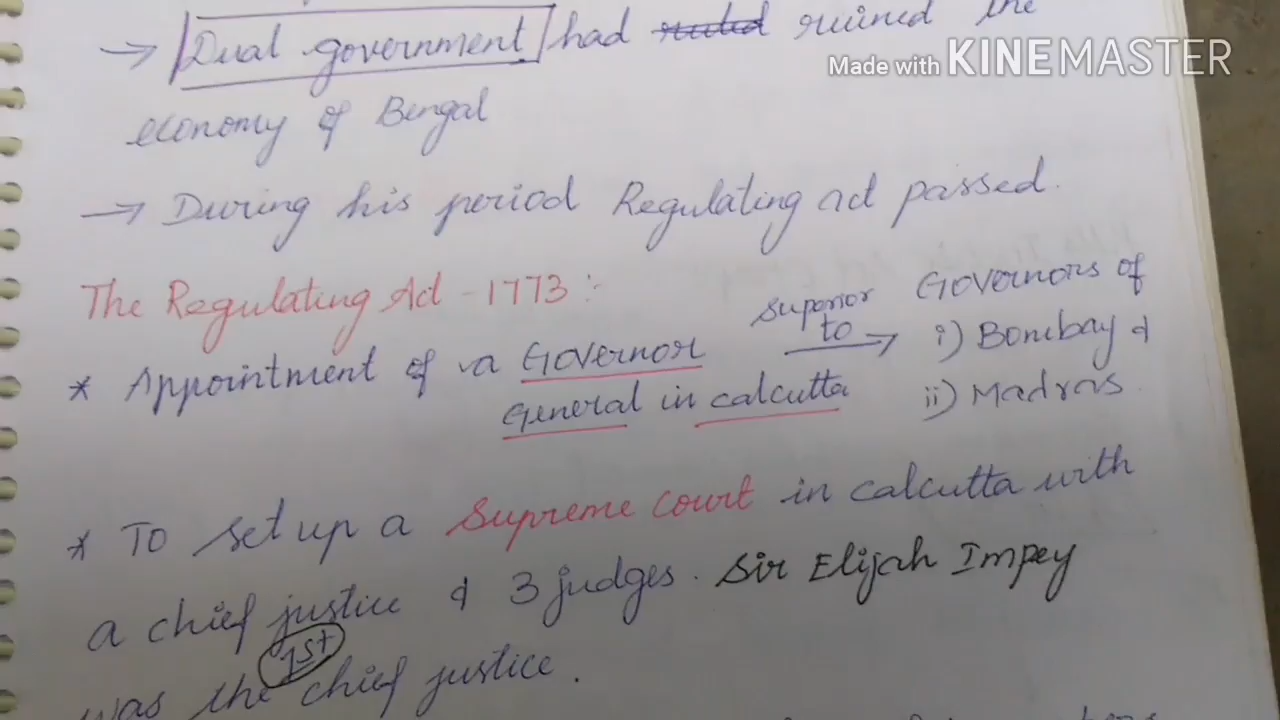 → Dual government had ruined the
Made with KINEMASTER
economy of Bengal
→ During his period Regulating act passed.
The Regulating Act - 1773 :-
* Appointment of a Governor General in calcutta
superior to →
Governors of
i) Bombay &
ii) Madras.
* To set up a Supreme court in calcutta with
a chief justice & 3 judges. Sir Elijah Impey
was the 1st chief justice.